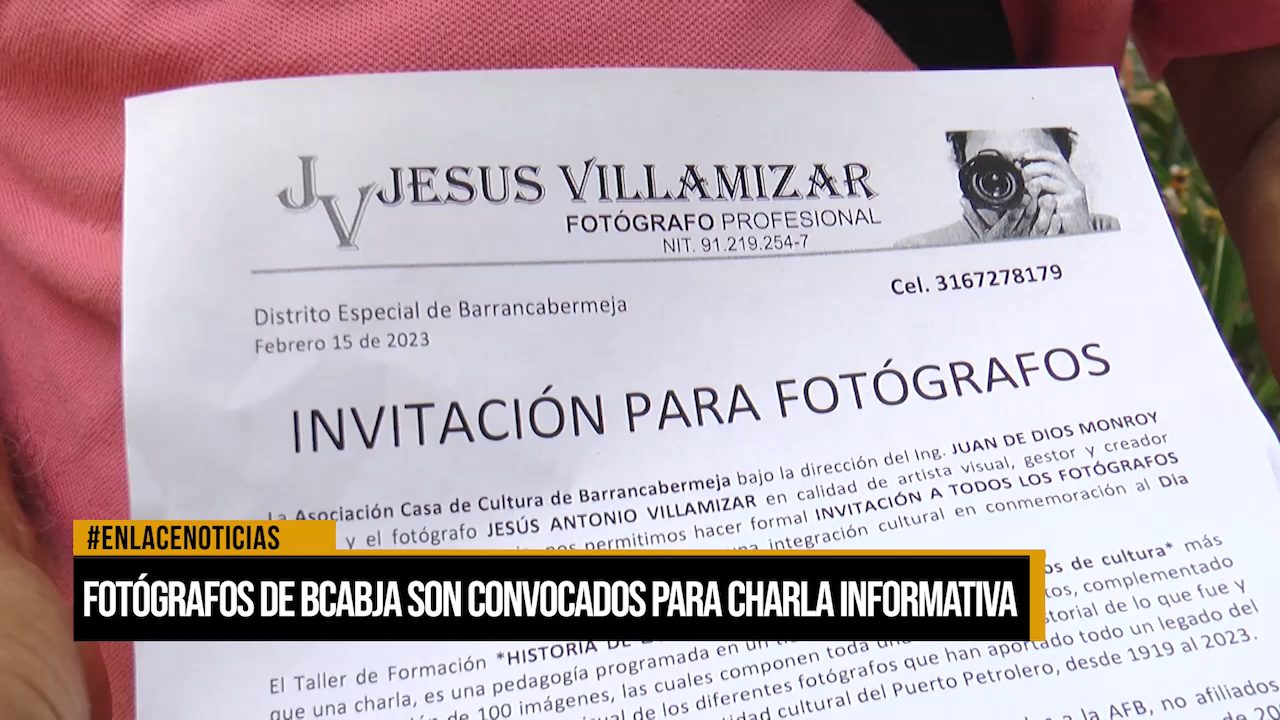 JV JESUS VILLAMIZAR
FOTÓGRAFO PROFESIONAL
NIT. 91.219.254-7
Cel. 3167278179
Distrito Especial de Barrancabermeja
Febrero 15 de 2023
INVITACIÓN PARA FOTÓGRAFOS
La Asociación Casa de Cultura de Barrancabermeja bajo la dirección del Ing. JUAN DE DIOS MONROY
y el fotógrafo JESÚS ANTONIO VILLAMIZAR en calidad de artista visual, gestor y creador
nos permitimos hacer formal INVITACIÓN A TODOS LOS FOTÓGRAFOS
integración cultural en conmemoración al Día
#ENLACENOTICIAS
FOTÓGRAFOS DE BCABJA SON CONVOCADOS PARA CHARLA INFORMATIVA
de cultura* más
complementado
El Taller de Formación *HISTORIA DE
de lo que fue y
que una charla, es una pedagogía programada en un
de 100 imágenes, las cuales componen toda
de los diferentes fotógrafos que han aportado todo un legado del
cultural del Puerto Petrolero, desde 1919 al 2023.
a la AFB, no afiliados